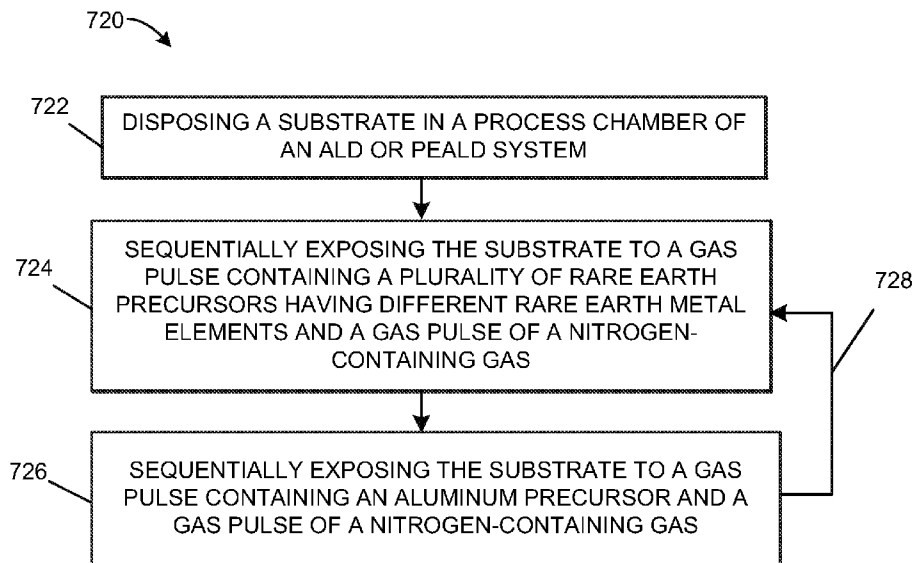 720
722
DISPOSING A SUBSTRATE IN A PROCESS CHAMBER OF
AN ALD OR PEALD SYSTEM
724
SEQUENTIALLY EXPOSING THE SUBSTRATE TO A GAS
PULSE CONTAINING A PLURALITY OF RARE EARTH
PRECURSORS HAVING DIFFERENT RARE EARTH METAL
ELEMENTS AND A GAS PULSE OF A NITROGEN-
CONTAINING GAS
728
726
SEQUENTIALLY EXPOSING THE SUBSTRATE TO A GAS
PULSE CONTAINING AN ALUMINUM PRECURSOR AND A
GAS PULSE OF A NITROGEN-CONTAINING GAS